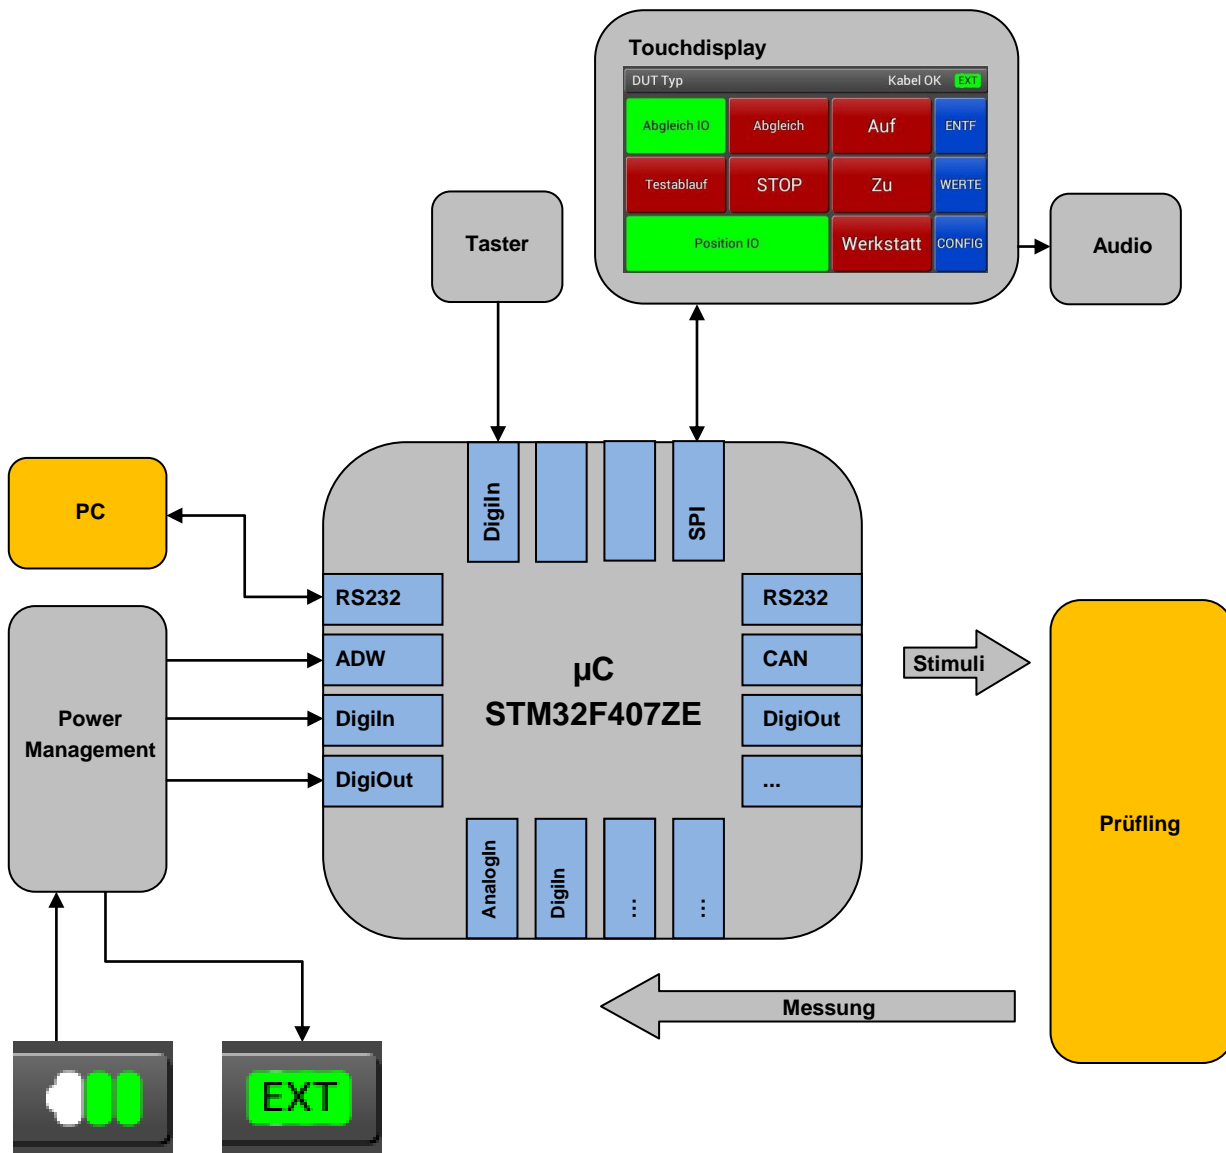 Touchdisplay
DUT Typ Kabel OK EXT
Abgleich IO Abgleich Auf ENTF
Testablauf STOP Zu WERTE
Position IO Werkstatt CONFIG
Taster
Audio
PC
DigiIn
SPI
RS232
ADW
DigiIn
DigiOut
µC
STM32F407ZE
RS232
CAN
DigiOut
...
Stimuli
Power
Management
Prüfling
AnalogIn
DigiIn
...
...
Messung
EXT